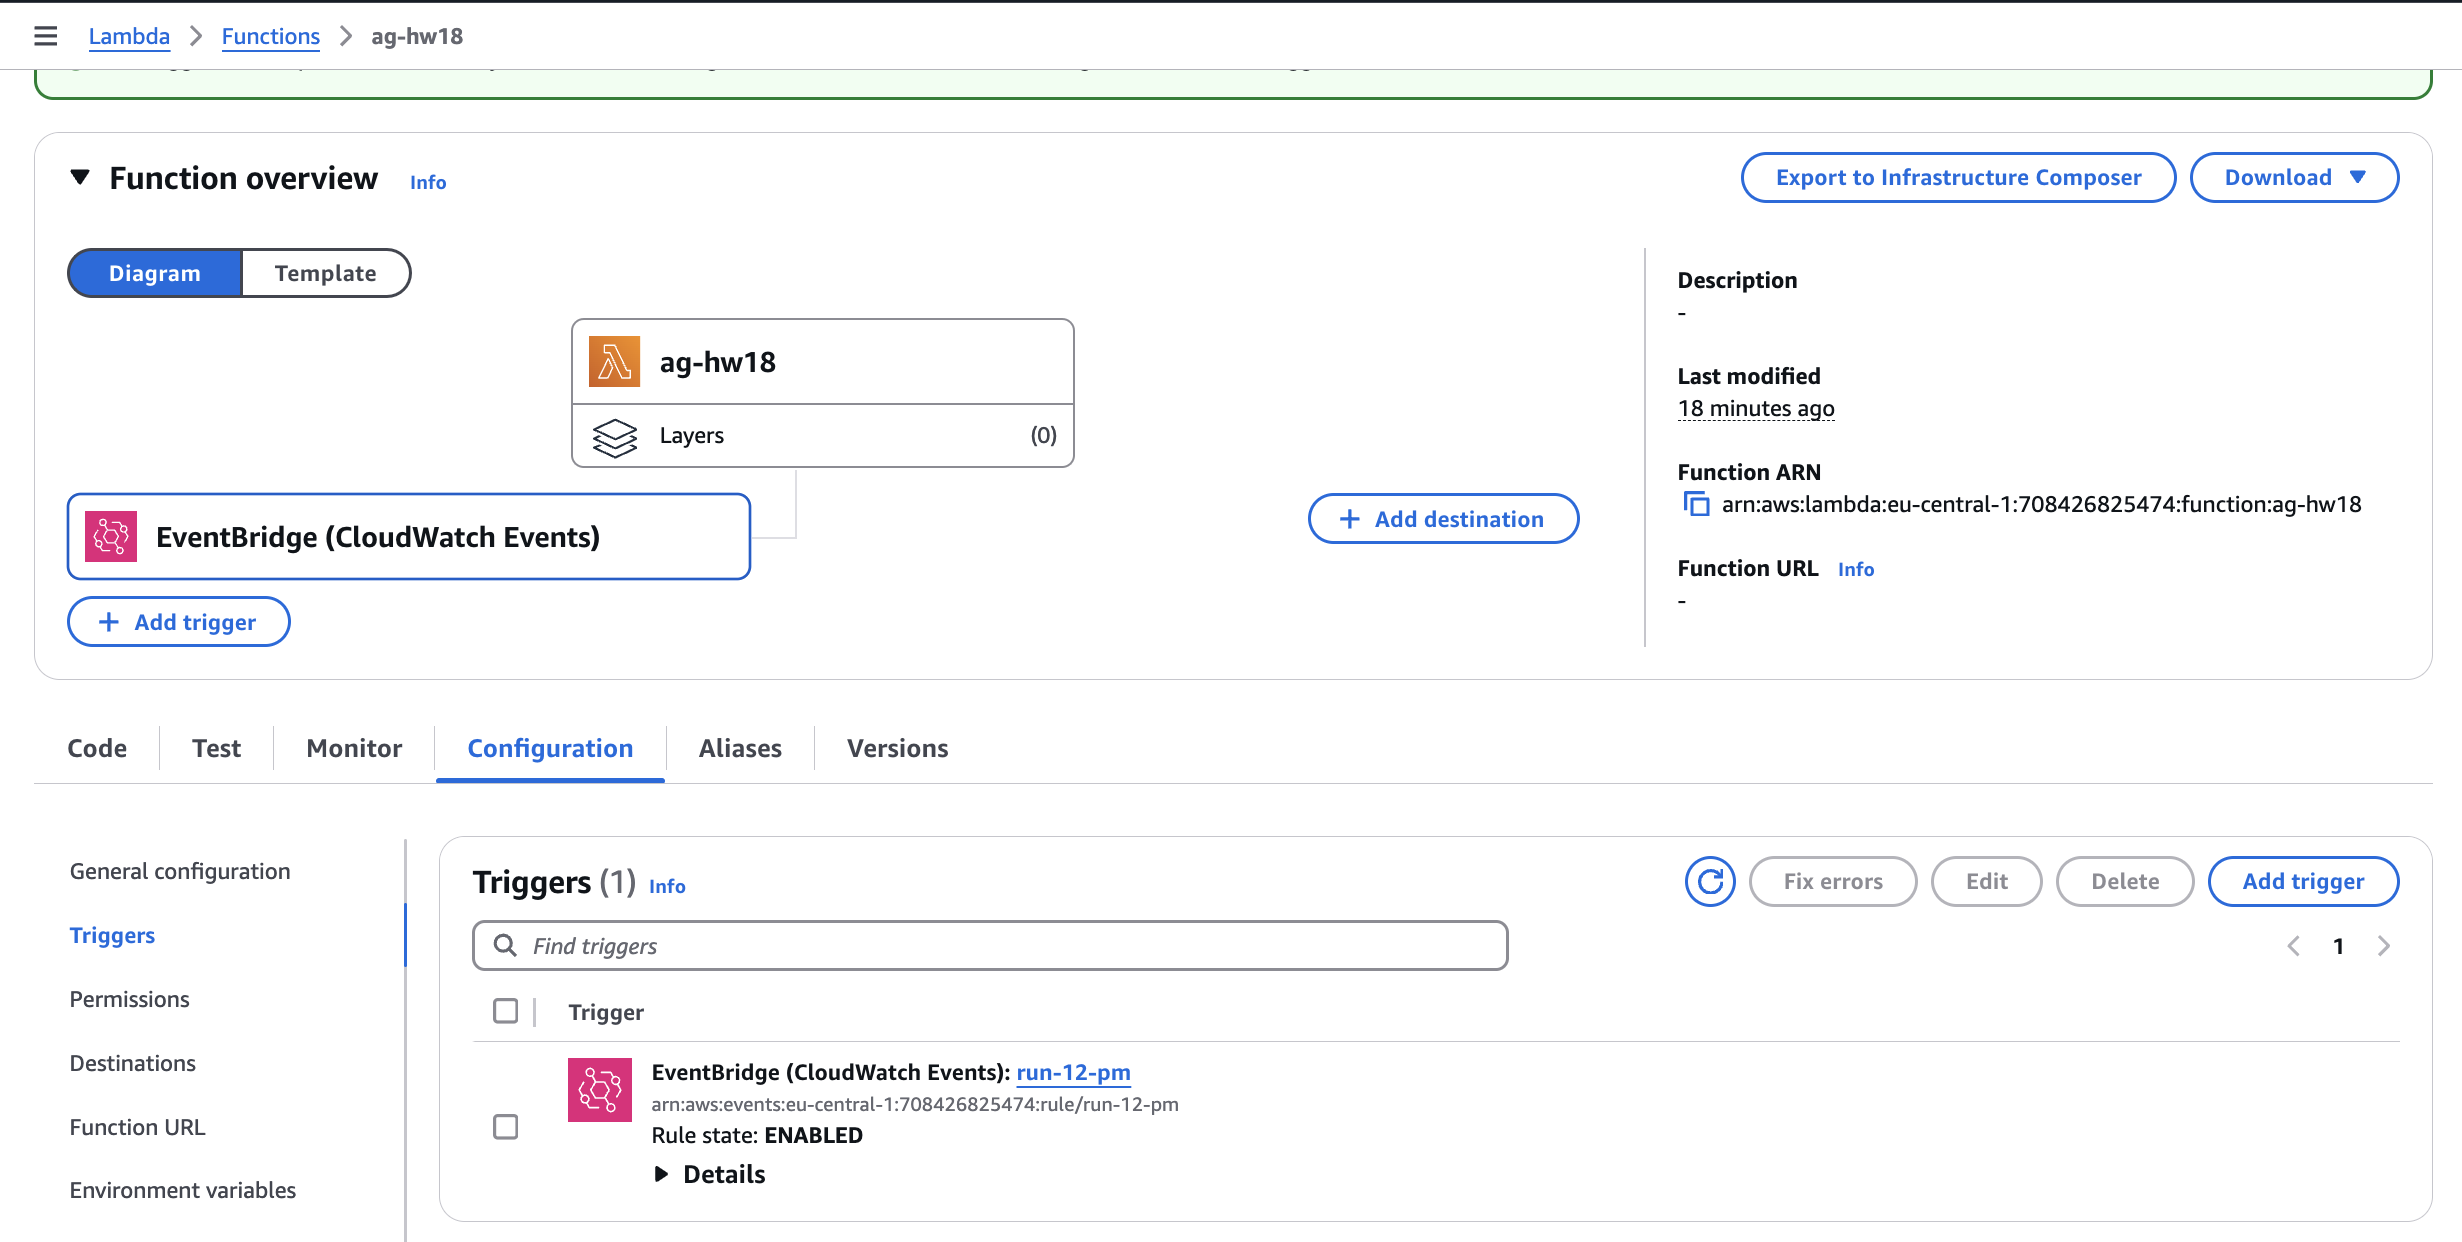 Lambda > Functions > ag-hw18
Function overview Info
Export to Infrastructure Composer
Download
Diagram
Template
ag-hw18
Layers (0)
EventBridge (CloudWatch Events)
+ Add trigger
+ Add destination
Description
-
Last modified
18 minutes ago
Function ARN
arn:aws:lambda:eu-central-1:708426825474:function:ag-hw18
Function URL Info
-
Code
Test
Monitor
Configuration
Aliases
Versions
General configuration
Triggers
Permissions
Destinations
Function URL
Environment variables
Triggers (1) Info
Fix errors
Edit
Delete
Add trigger
Find triggers
1
Trigger
EventBridge (CloudWatch Events): run-12-pm
arn:aws:events:eu-central-1:708426825474:rule/run-12-pm
Rule state: ENABLED
Details